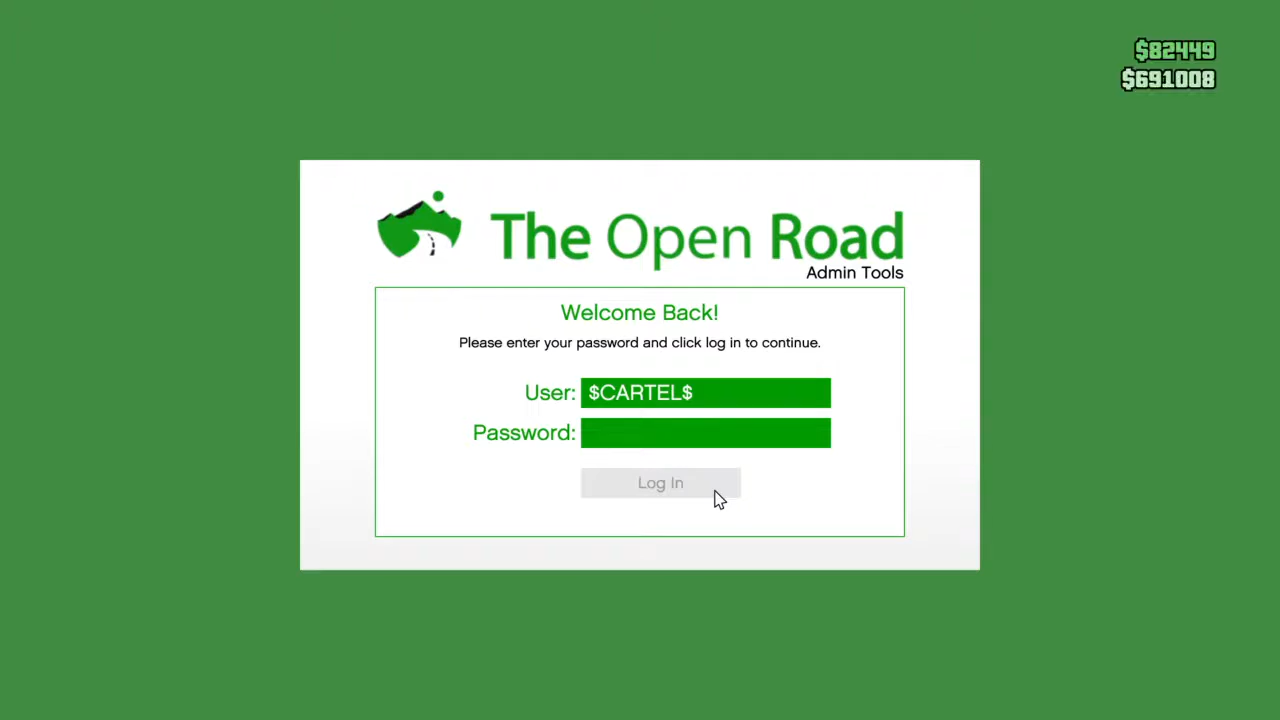 $82449
$691008
The Open Road
Admin Tools
Welcome Back!
Please enter your password and click log in to continue.
User: $CARTEL$
Password:
Log In